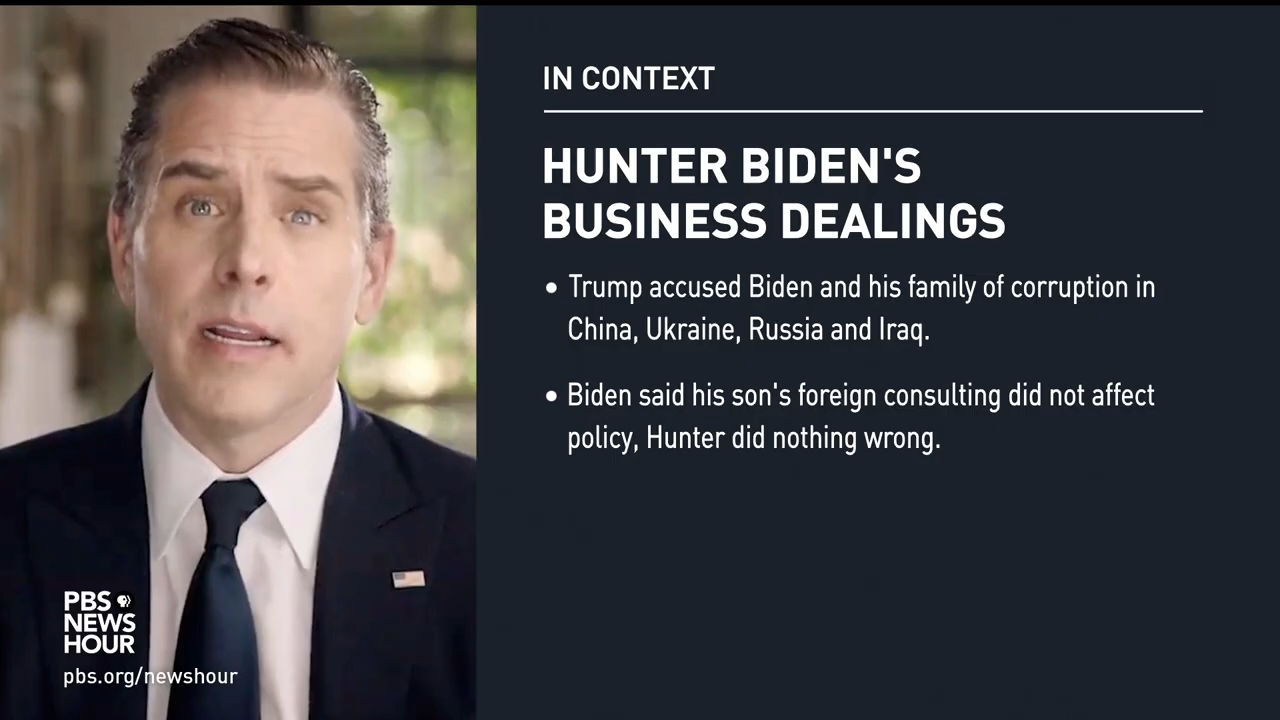 IN CONTEXT
HUNTER BIDEN'S
BUSINESS DEALINGS
• Trump accused Biden and his family of corruption in
China, Ukraine, Russia and Iraq.
• Biden said his son's foreign consulting did not affect
policy, Hunter did nothing wrong.
PBS
NEWS
HOUR
pbs.org/newshour